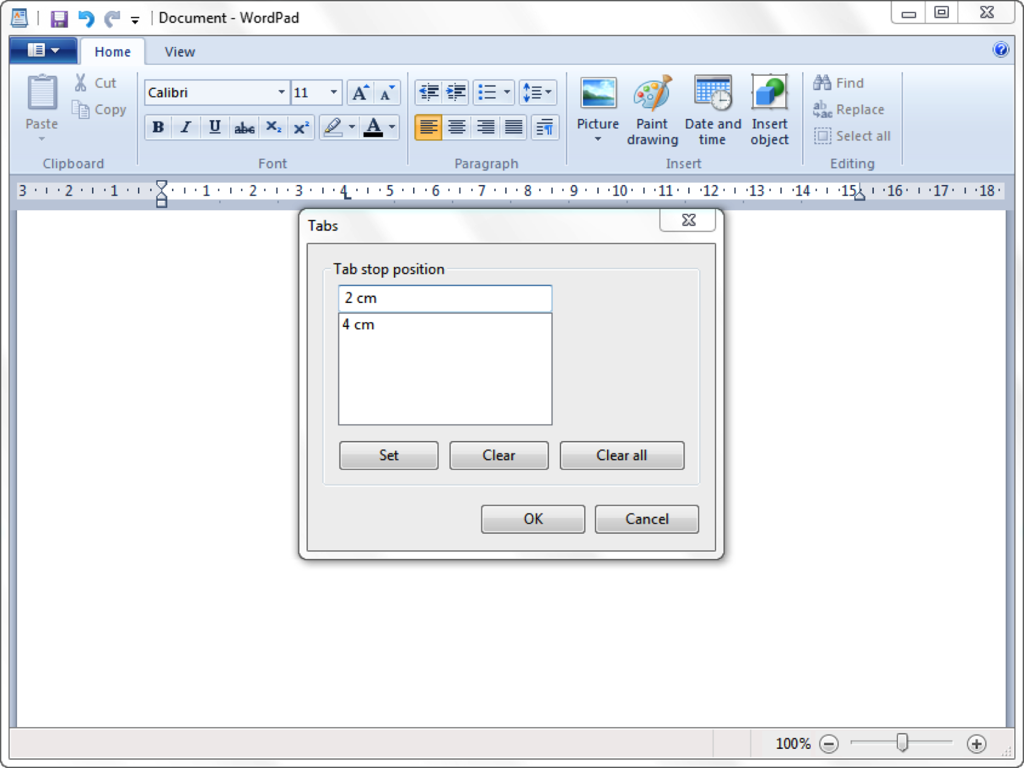 Document - WordPad
Home View
Cut
Copy
Paste
Clipboard
Calibri 11
B I U abc X₂ X²
A A
A
Font
Paragraph
Picture
Paint drawing
Date and time
Insert object
Insert
Find
Replace
Select all
Editing
3 2 1 1 2 3 4 5 6 7 8 9 10 11 12 13 14 15 16 17 18
Tabs
Tab stop position
2 cm
4 cm
Set Clear Clear all
OK Cancel
100%